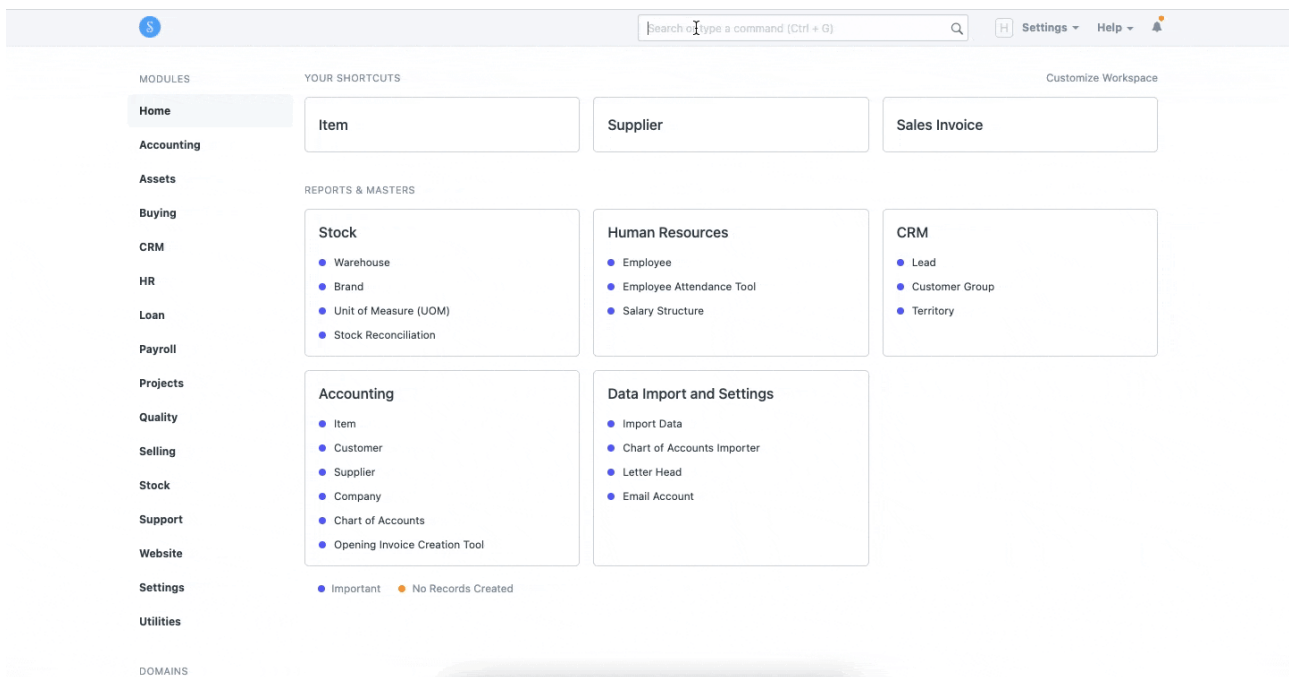 S
Search or type a command (Ctrl + G)
H
Settings
Help
MODULES
Home
Accounting
Assets
Buying
CRM
HR
Loan
Payroll
Projects
Quality
Selling
Stock
Support
Website
Settings
Utilities
DOMAINS
YOUR SHORTCUTS
Customize Workspace
Item
Supplier
Sales Invoice
REPORTS & MASTERS
Stock
Warehouse
Brand
Unit of Measure (UOM)
Stock Reconciliation
Human Resources
Employee
Employee Attendance Tool
Salary Structure
CRM
Lead
Customer Group
Territory
Accounting
Item
Customer
Supplier
Company
Chart of Accounts
Opening Invoice Creation Tool
Data Import and Settings
Import Data
Chart of Accounts Importer
Letter Head
Email Account
Important
No Records Created